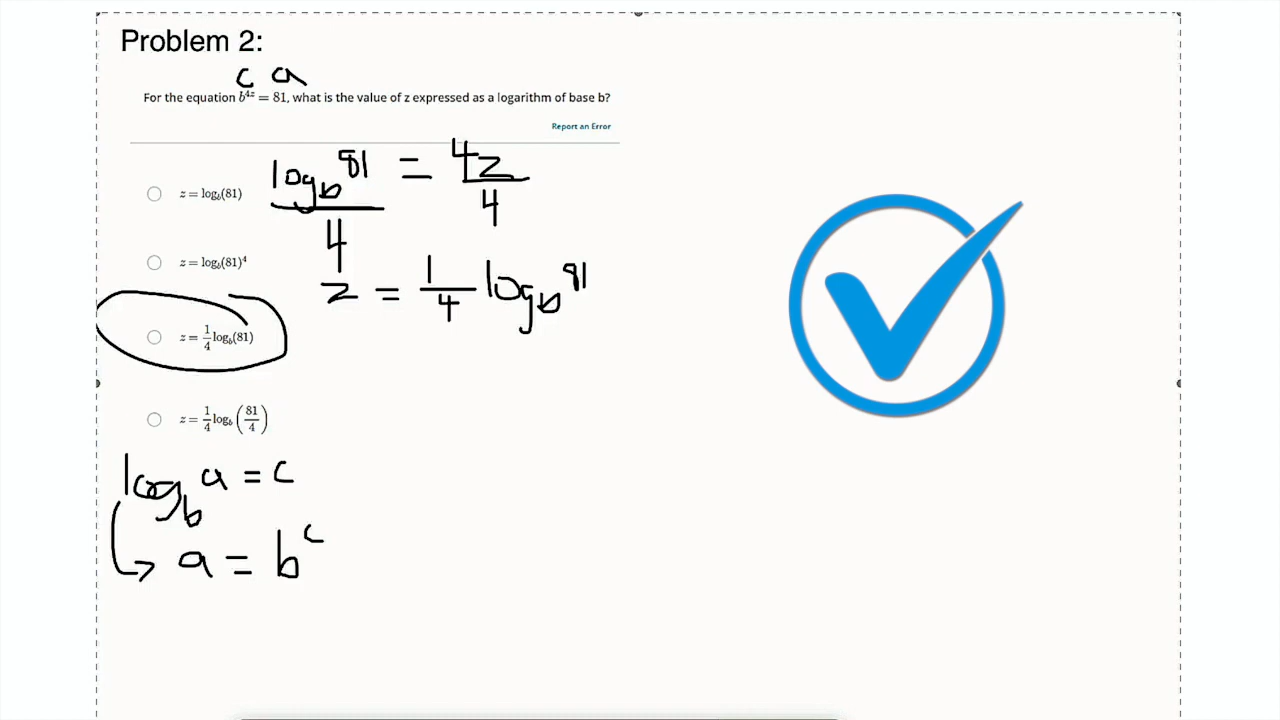 Problem 2:
c a
For the equation b⁴ᶻ = 81, what is the value of z expressed as a logarithm of base b?
Report an Error
z = log_b(81)
log_b 81 / 4 = 4z / 4
z = log_b(81)⁴
z = 1/4 log_b 81
z = 1/4 log_b(81)
z = 1/4 log_b(81/4)
log_b a = c
a = b^c